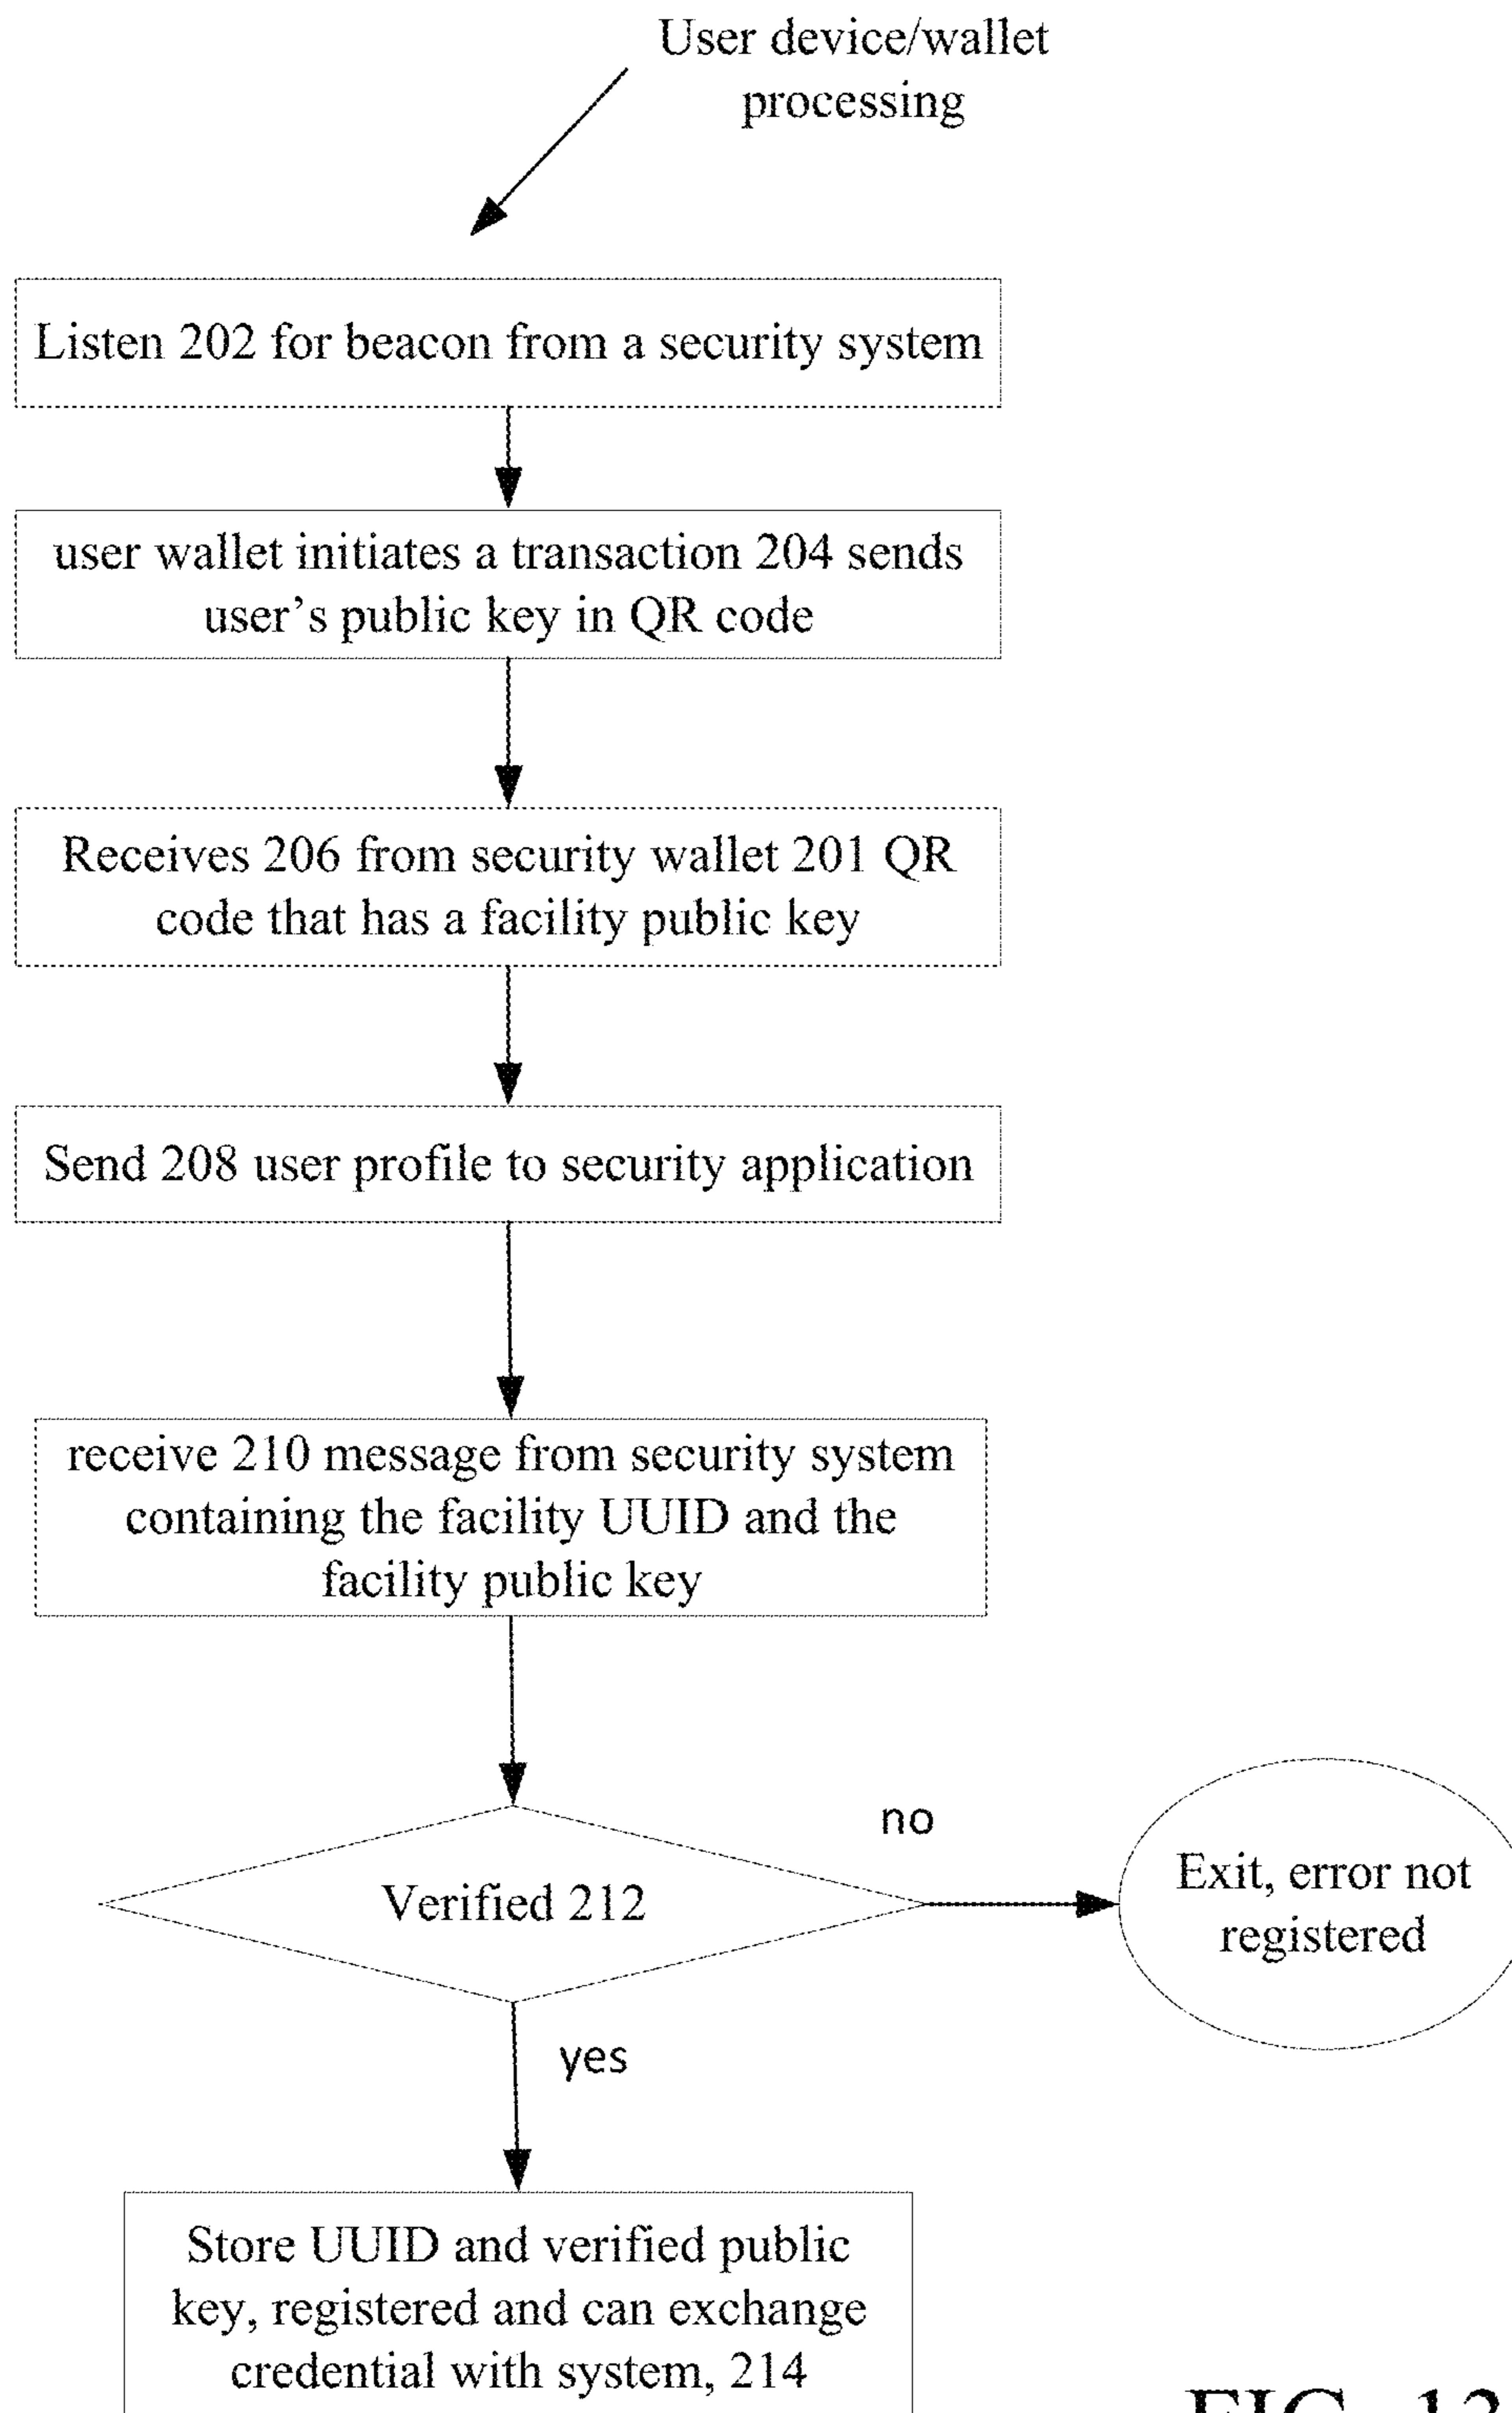 User device/wallet
processing
Listen 202 for beacon from a security system
user wallet initiates a transaction 204 sends
user’s public key in QR code
Receives 206 from security wallet 201 QR
code that has a facility public key
Send 208 user profile to security application
receive 210 message from security system
containing the facility UUID and the
facility public key
Verified 212
no
Exit, error not
registered
yes
Store UUID and verified public
key, registered and can exchange
credential with system, 214
FIG.